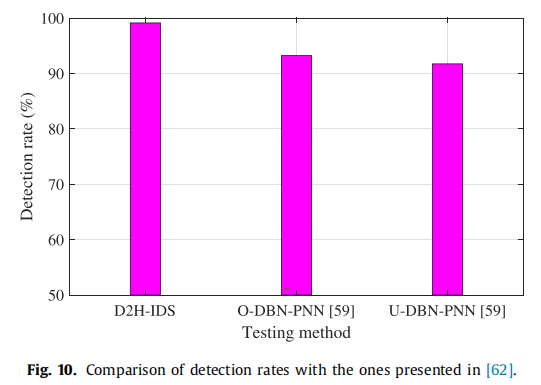 100
90
80
70
60
50
Detection rate (%)
D2H-IDS O-DBN-PNN [59] U-DBN-PNN [59]
Testing method
Fig. 10. Comparison of detection rates with the ones presented in [62].